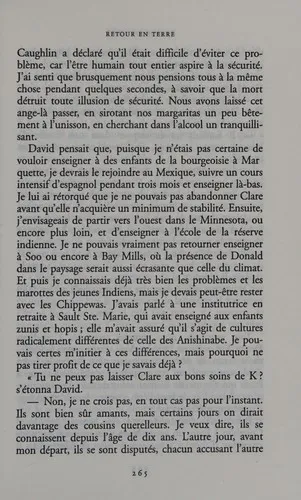 RETOUR EN TERRE
Caughlin a déclaré qu'il était difficile d'éviter ce pro-
blème, car l'être humain tout entier aspire à la sécurité.
J'ai senti que brusquement nous pensions tous à la même
chose pendant quelques secondes, à savoir que la mort
détruit toute illusion de sécurité. Nous avons laissé cet
ange-là passer, en sirotant nos margaritas un peu bête-
ment à l'unisson, en cherchant dans l'alcool un tranquilli-
sant.
David pensait que, puisque je n'étais pas certaine de
vouloir enseigner à des enfants de la bourgeoisie à Mar
quette, je devrais le rejoindre au Mexique, suivre un cours
intensif d'espagnol pendant trois mois et enseigner là-bas.
Je lui ai rétorqué que je ne pouvais pas abandonner Clare
avant qu'elle n'acquière un minimum de stabilité. Ensuite,
j'envisageais de partir vers l'ouest dans le Minnesota, ou
encore plus loin, et d'enseigner à l'école de la réserve
indienne. Je ne pouvais vraiment pas retourner enseigner
à Soo ou encore à Bay Mills, où la présence de Donald
dans le paysage serait aussi écrasante que celle du climat.
Et puis je connaissais déjà très bien les problèmes et les
marottes des jeunes Indiens, mais je devais peut-être rester
avec les Chippewas. J'avais parlé à une institutrice en
retraite à Sault Ste. Marie, qui avait enseigné aux enfants
zunis et hopis ; elle m'avait assuré qu'il s'agit de cultures
radicalement différentes de celle des Anishinabe. Je pou-
vais certes m'initier à ces différences, mais pourquoi ne
pas tirer profit de ce que je savais déjà ?
« Tu ne peux pas laisser Clare aux bons soins de K ?
s'étonna David.
— Non, je ne crois pas, en tout cas pas pour l'instant.
Ils sont bien sûr amants, mais certains jours on dirait
davantage des cousins querelleurs. Je veux dire, ils se
connaissent depuis l'âge de dix ans. L'autre jour, avant
mon départ, ils se sont disputés, chacun accusant l'autre
265